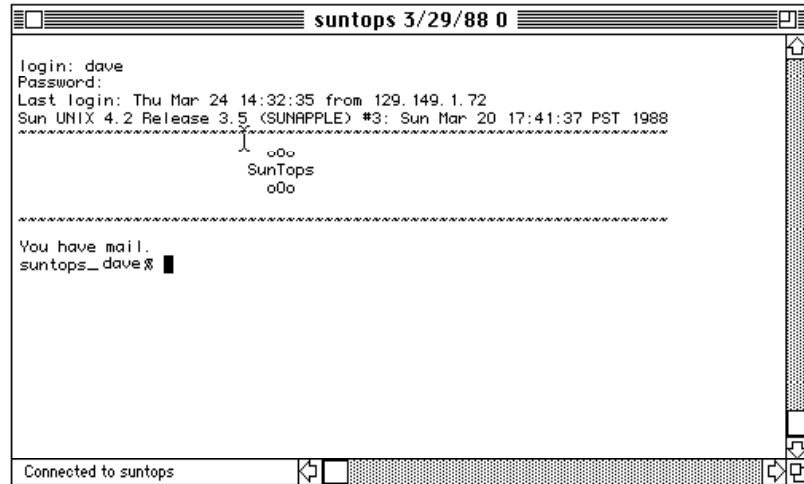 suntops 3/29/88 0
login: dave
Password:
Last login: Thu Mar 24 14:32:35 from 129.149.1.72
Sun UNIX 4.2 Release 3.5 (SUNAPPLE) #3: Sun Mar 20 17:41:37 PST 1988
~~~~~~~~~~~~~~~~~~~~~~~~~~~~~~~~~~~~~~~~~~~~~~~~~~~~~~~~~~~~~~~~~~~~
oOo
SunTops
oOo
~~~~~~~~~~~~~~~~~~~~~~~~~~~~~~~~~~~~~~~~~~~~~~~~~~~~~~~~~~~~~~~~~~~~
You have mail.
suntops_dave%
Connected to suntops